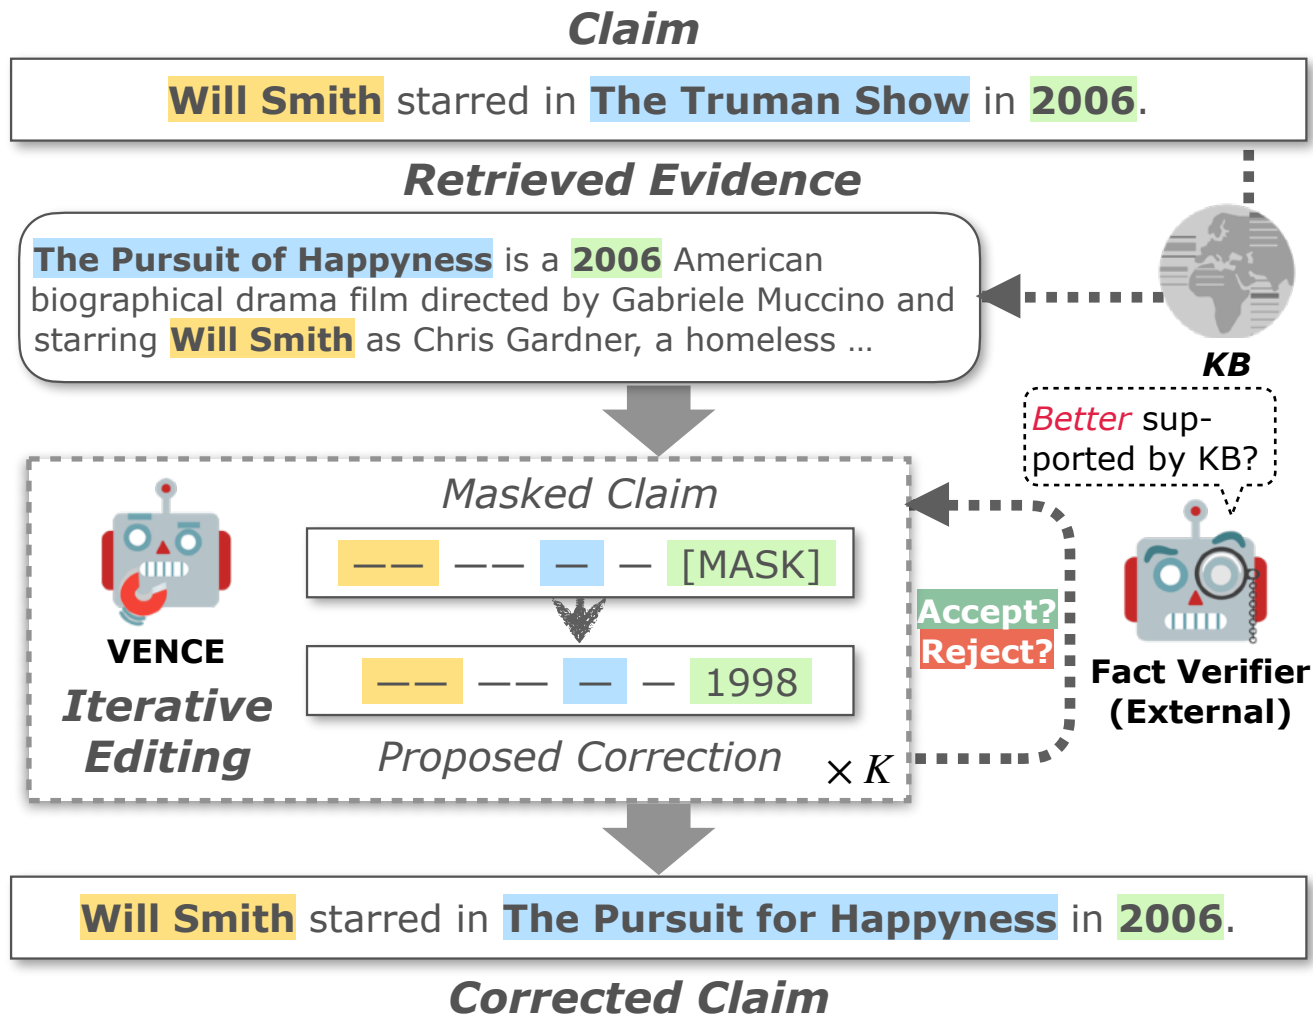 Claim
Will Smith starred in The Truman Show in 2006.
Retrieved Evidence
The Pursuit of Happyness is a 2006 American
biographical drama film directed by Gabriele Muccino and
starring Will Smith as Chris Gardner, a homeless ...
KB
Better sup-
ported by KB?
Masked Claim
— — — — — — [MASK]
VENCE
Iterative
Editing
— — — — — — 1998
Proposed Correction
× K
Accept?
Reject?
Fact Verifier
(External)
Will Smith starred in The Pursuit for Happyness in 2006.
Corrected Claim